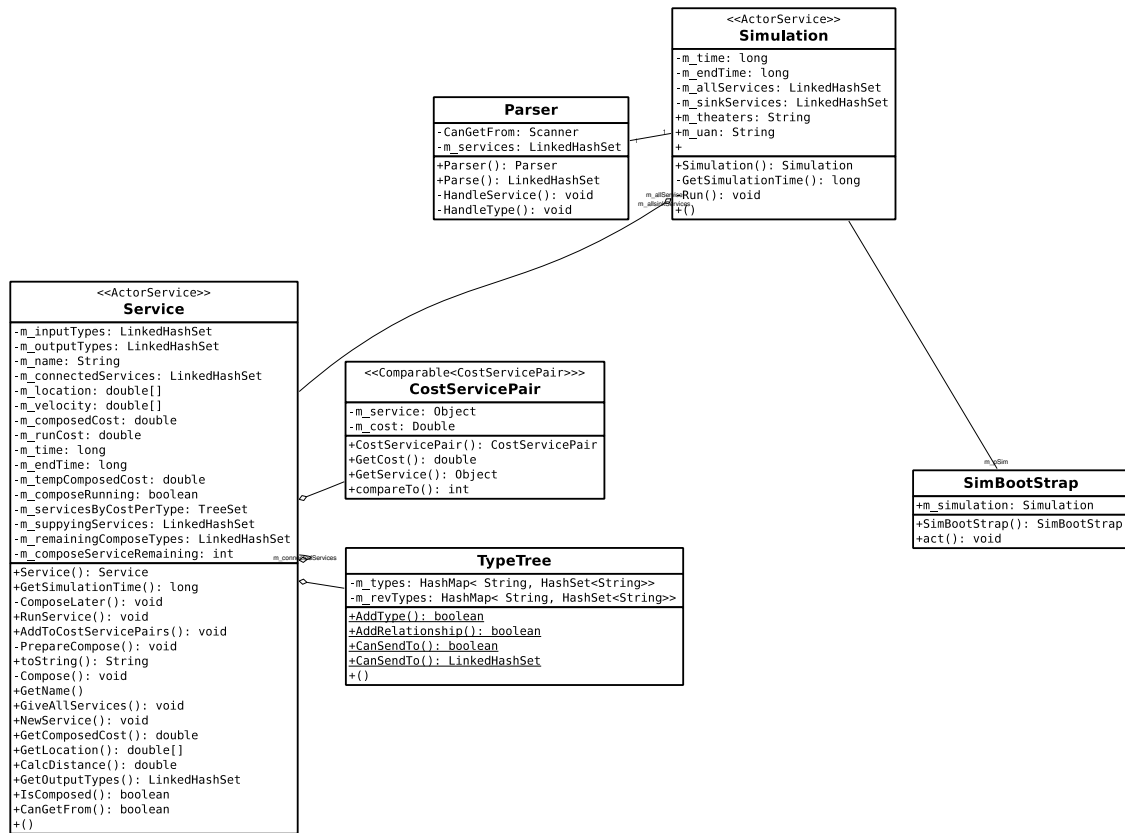 <<ActorService>>
Simulation
-m_time: long
-m_endTime: long
-m_allServices: LinkedHashSet
-m_sinkServices: LinkedHashSet
+m_theaters: String
+m_uan: String
+
+Simulation(): Simulation
-GetSimulationTime(): long
-Run(): void
+()
Parser
-CanGetFrom: Scanner
-m_services: LinkedHashSet
+Parser(): Parser
+Parse(): LinkedHashSet
-HandleService(): void
-HandleType(): void
1
m_allsinkServices
<<ActorService>>
Service
-m_inputTypes: LinkedHashSet
-m_outputTypes: LinkedHashSet
-m_name: String
-m_connectedServices: LinkedHashSet
-m_location: double[]
-m_velocity: double[]
-m_composedCost: double
-m_runCost: double
-m_time: long
-m_endTime: long
-m_tempComposedCost: double
-m_composeRunning: boolean
-m_servicesByCostPerType: TreeSet
-m_suppyingServices: LinkedHashSet
-m_remainingComposeTypes: LinkedHashSet
-m_composeServiceRemaining: int
+Service(): Service
+GetSimulationTime(): long
-ComposeLater(): void
+RunService(): void
+AddToCostServicePairs(): void
-PrepareCompose(): void
+toString(): String
-Compose(): void
+GetName()
+GiveAllServices(): void
+NewService(): void
+GetComposedCost(): double
+GetLocation(): double[]
+CalcDistance(): double
+GetOutputTypes(): LinkedHashSet
+IsComposed(): boolean
+CanGetFrom(): boolean
+()
<<Comparable<CostServicePair>>>
CostServicePair
-m_service: Object
-m_cost: Double
+CostServicePair(): CostServicePair
+GetCost(): double
+GetService(): Object
+compareTo(): int
m_connectedServices
TypeTree
-m_types: HashMap< String, HashSet<String>>
-m_revTypes: HashMap< String, HashSet<String>>
+AddType(): boolean
+AddRelationship(): boolean
+CanSendTo(): boolean
+CanSendTo(): LinkedHashSet
+()
SimBootStrap
+m_simulation: Simulation
+SimBootStrap(): SimBootStrap
+act(): void